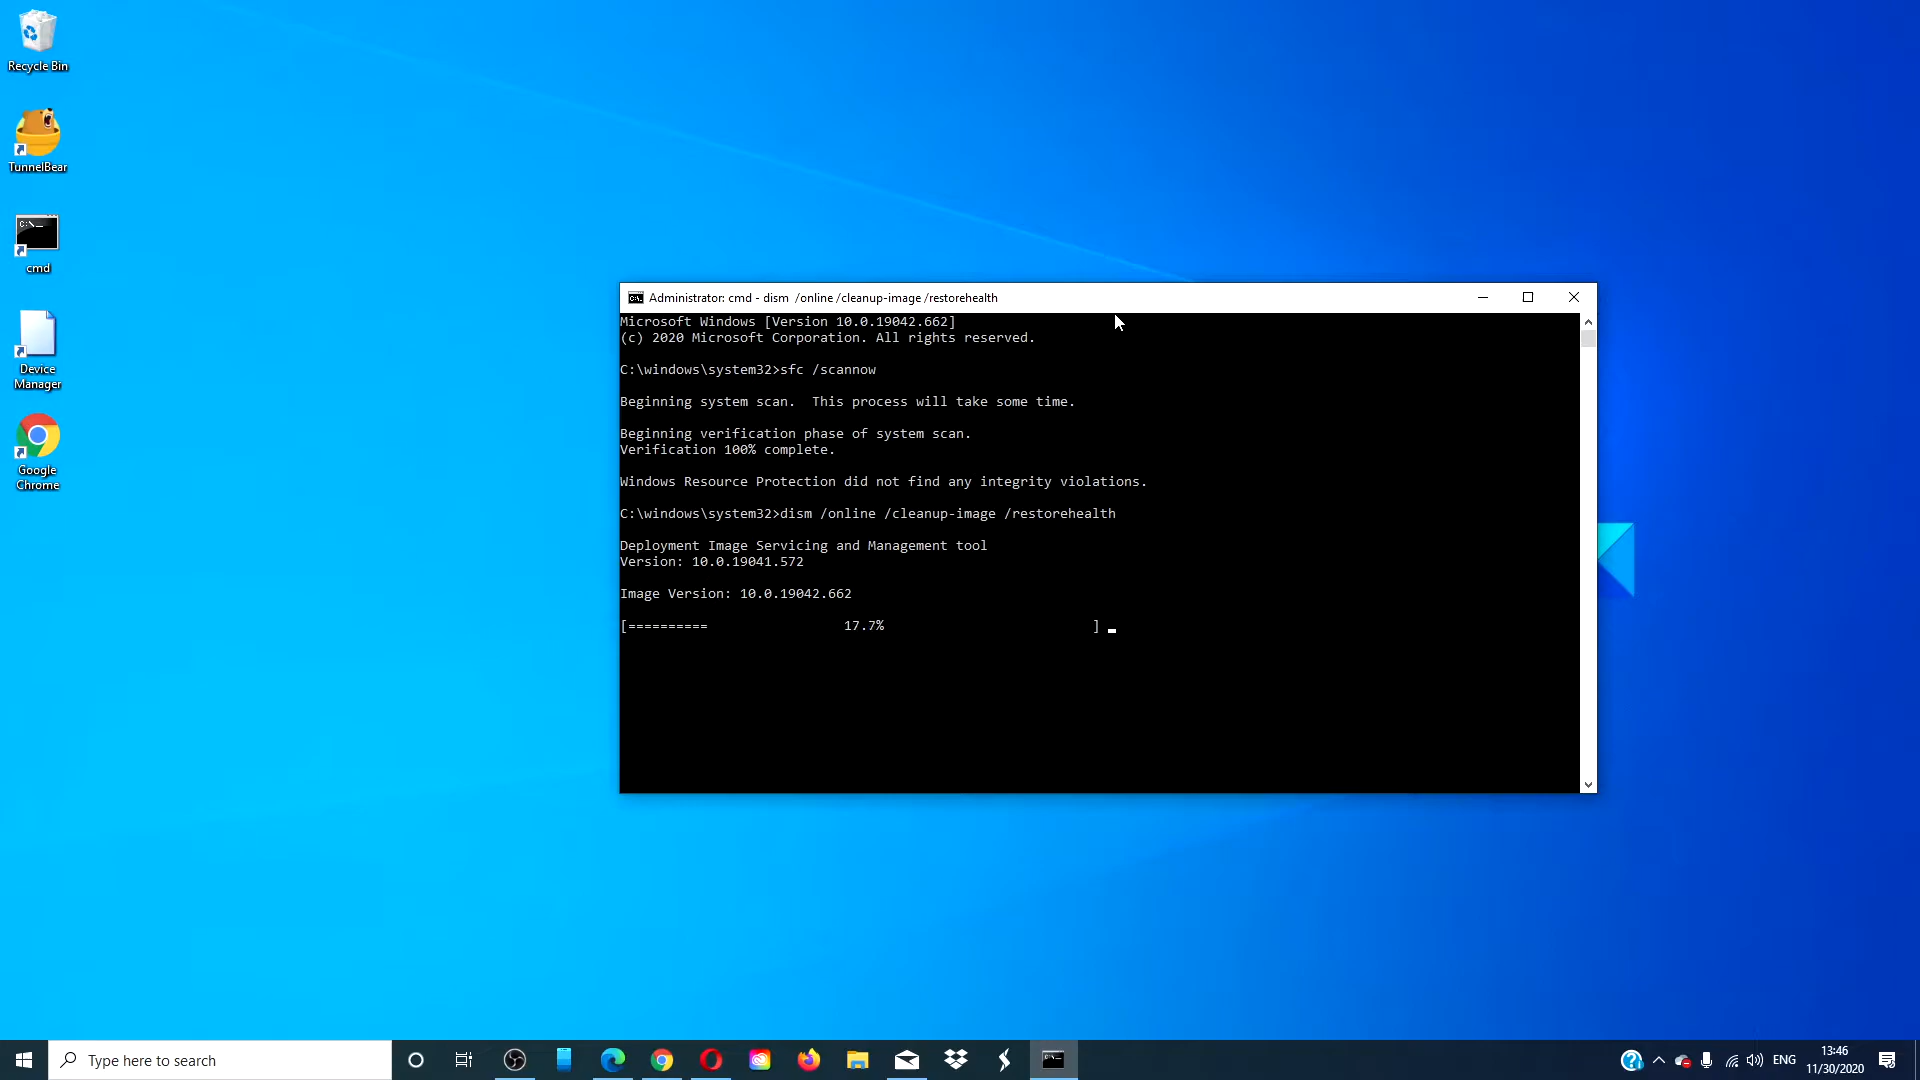 Recycle Bin
TunnelBear
cmd
Device
Manager
Google
Chrome
Administrator: cmd - dism  /online /cleanup-image /restorehealth
Microsoft Windows [Version 10.0.19042.662]
(c) 2020 Microsoft Corporation. All rights reserved.
C:\windows\system32>sfc /scannow
Beginning system scan.  This process will take some time.
Beginning verification phase of system scan.
Verification 100% complete.
Windows Resource Protection did not find any integrity violations.
C:\windows\system32>dism /online /cleanup-image /restorehealth
Deployment Image Servicing and Management tool
Version: 10.0.19041.572
Image Version: 10.0.19042.662
[==========                 17.7%                          ]
Type here to search
ENG
13:46
11/30/2020